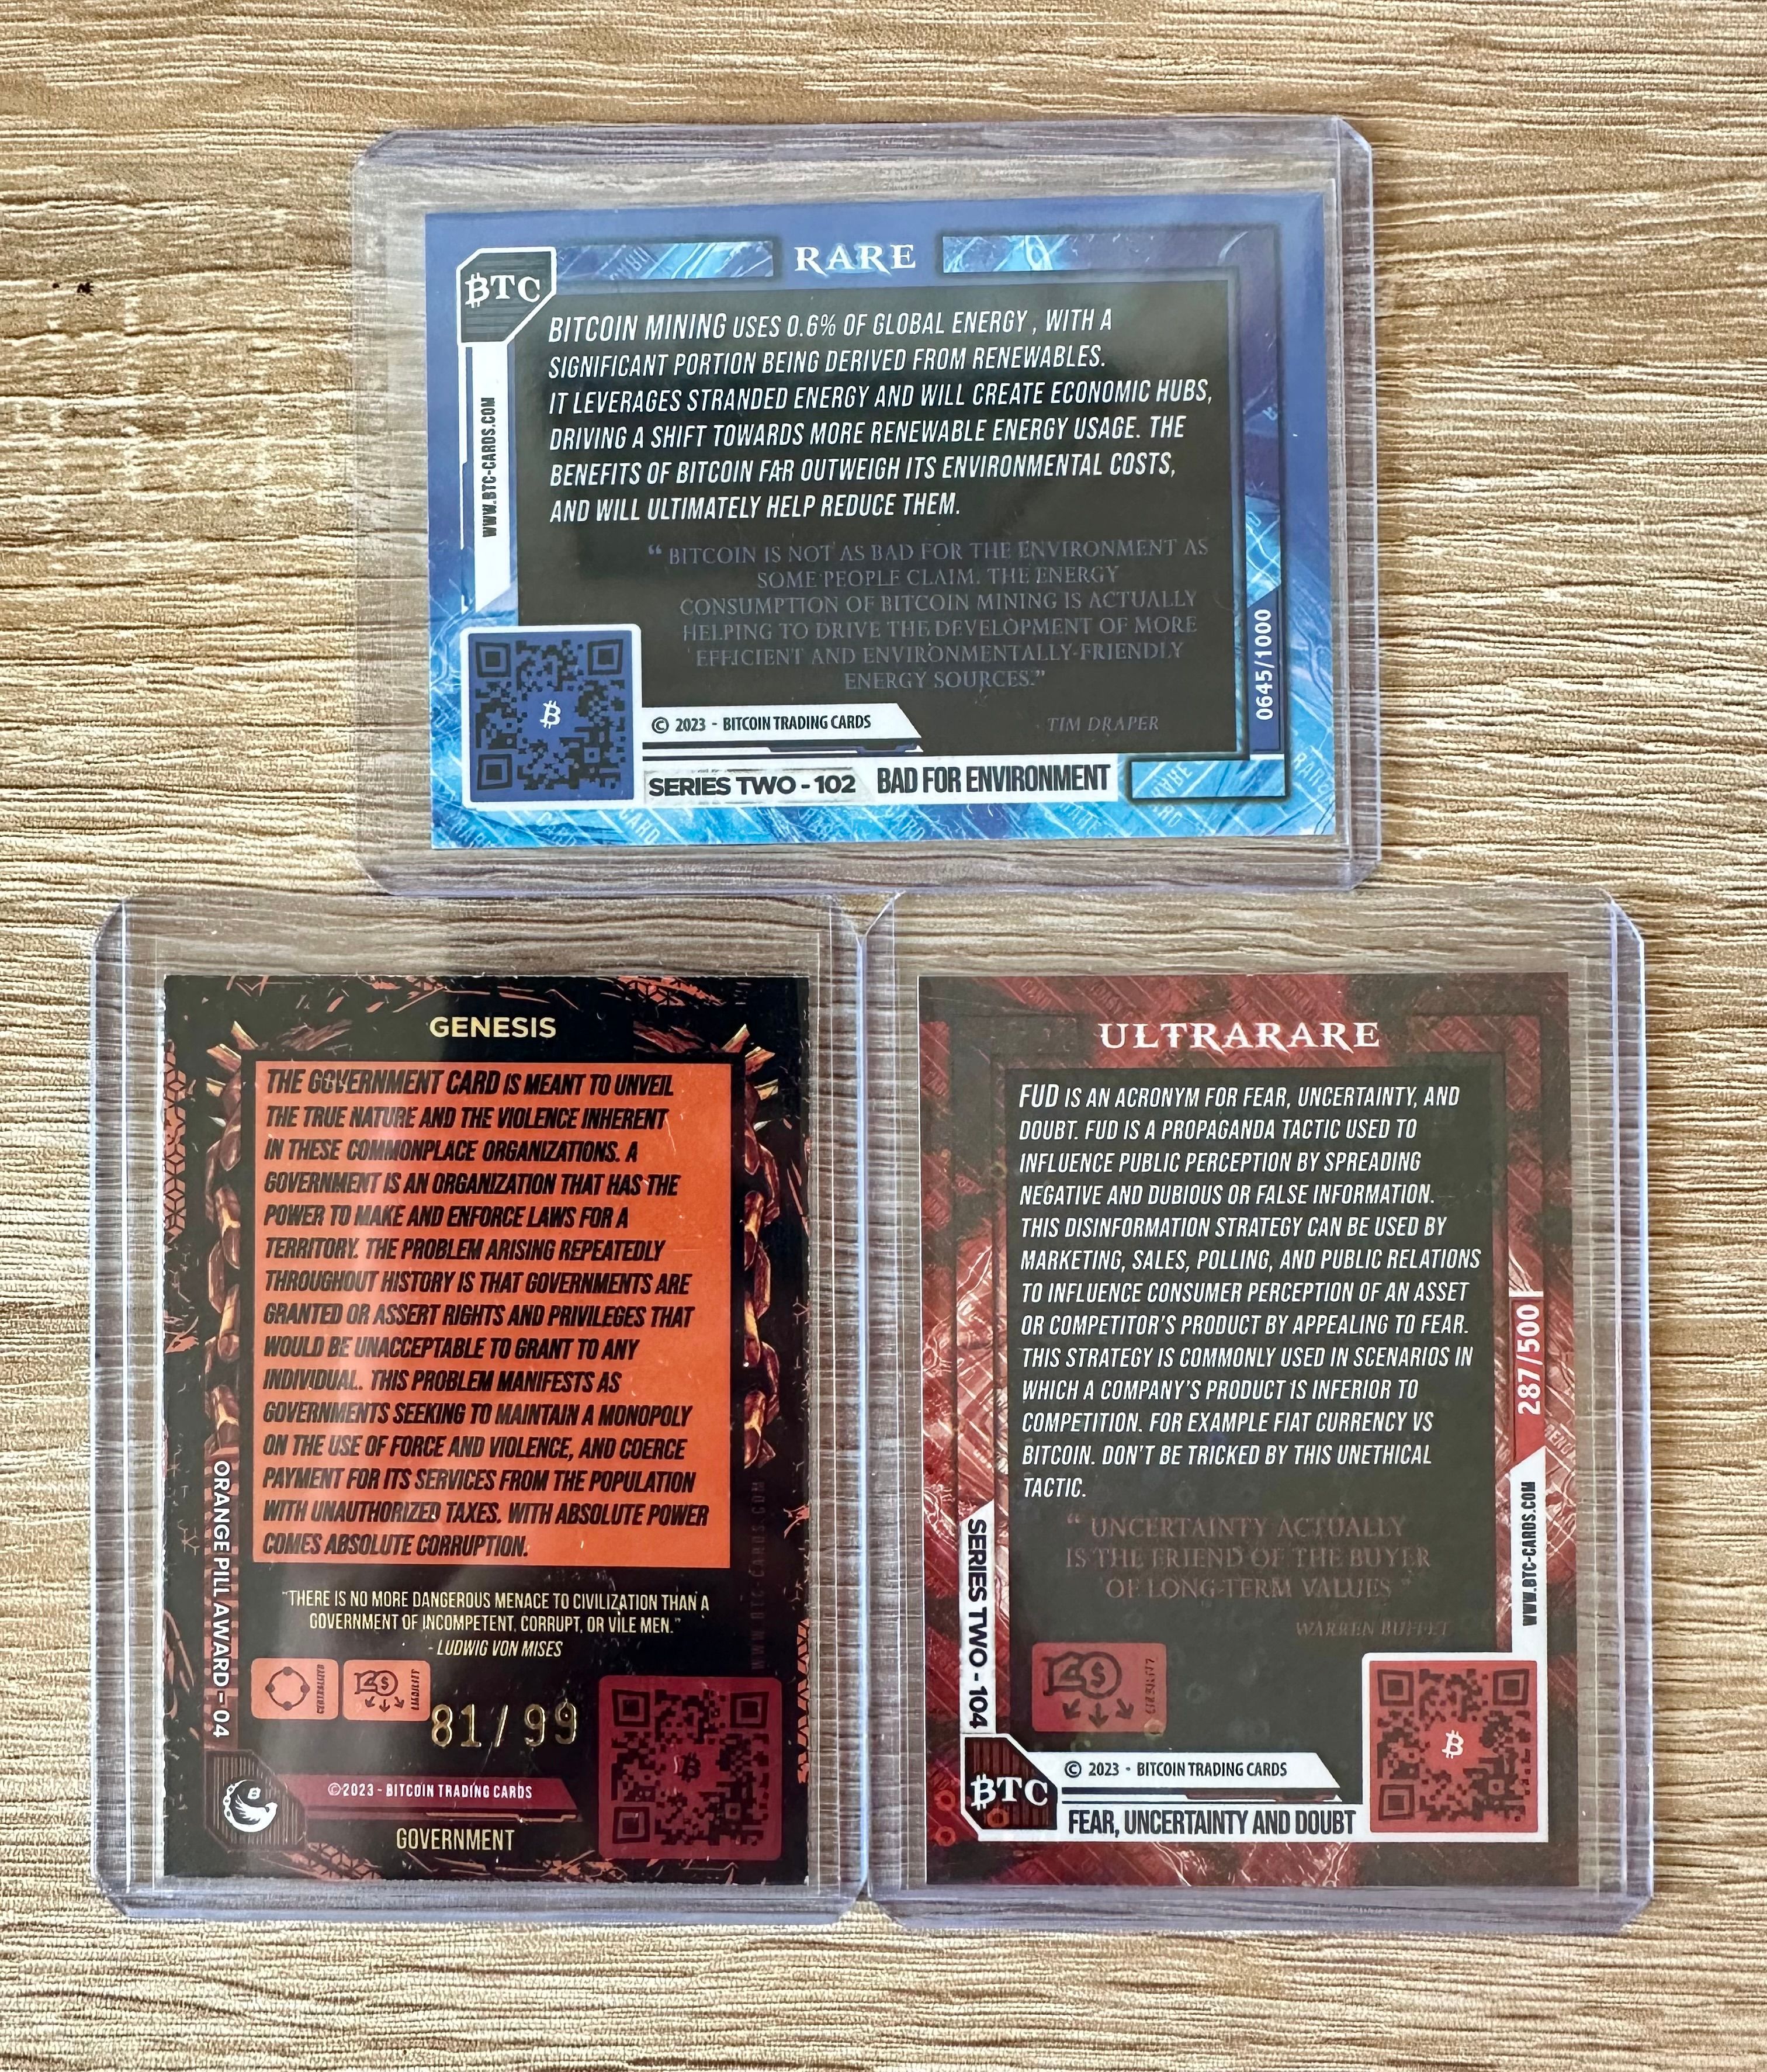 RARE
BTC
BITCOIN MINING USES 0.6% OF GLOBAL ENERGY , WITH A
SIGNIFICANT PORTION BEING DERIVED FROM RENEWABLES.
IT LEVERAGES STRANDED ENERGY AND WILL CREATE ECONOMIC HUBS,
DRIVING A SHIFT TOWARDS MORE RENEWABLE ENERGY USAGE. THE
BENEFITS OF BITCOIN FAR OUTWEIGH ITS ENVIRONMENTAL COSTS,
AND WILL ULTIMATELY HELP REDUCE THEM.
WWW.BTC-CARDS.COM
“ BITCOIN IS NOT AS BAD FOR THE ENVIRONMENT AS
SOME PEOPLE CLAIM. THE ENERGY
CONSUMPTION OF BITCOIN MINING IS ACTUALLY
HELPING TO DRIVE THE DEVELOPMENT OF MORE
EFFICIENT AND ENVIRONMENTALLY-FRIENDLY
ENERGY SOURCES.”
TIM DRAPER
0645/1000
© 2023 - BITCOIN TRADING CARDS
SERIES TWO - 102 BAD FOR ENVIRONMENT
GENESIS
THE GOVERNMENT CARD IS MEANT TO UNVEIL
THE TRUE NATURE AND THE VIOLENCE INHERENT
IN THESE COMMONPLACE ORGANIZATIONS. A
GOVERNMENT IS AN ORGANIZATION THAT HAS THE
POWER TO MAKE AND ENFORCE LAWS FOR A
TERRITORY. THE PROBLEM ARISING REPEATEDLY
THROUGHOUT HISTORY IS THAT GOVERNMENTS ARE
GRANTED OR ASSERT RIGHTS AND PRIVILEGES THAT
WOULD BE UNACCEPTABLE TO GRANT TO ANY
INDIVIDUAL. THIS PROBLEM MANIFESTS AS
GOVERNMENTS SEEKING TO MAINTAIN A MONOPOLY
ON THE USE OF FORCE AND VIOLENCE, AND COERCE
PAYMENT FOR ITS SERVICES FROM THE POPULATION
WITH UNAUTHORIZED TAXES. WITH ABSOLUTE POWER
COMES ABSOLUTE CORRUPTION.
"THERE IS NO MORE DANGEROUS MENACE TO CIVILIZATION THAN A
GOVERNMENT OF INCOMPETENT, CORRUPT, OR VILE MEN."
- LUDWIG VON MISES
ORANGE PILL AWARD - 04
WWW.BTC-CARDS.COM
CENTRALIZED
LIABILITY
81/99
©2023 - BITCOIN TRADING CARDS
GOVERNMENT
ULTRARARE
FUD IS AN ACRONYM FOR FEAR, UNCERTAINTY, AND
DOUBT. FUD IS A PROPAGANDA TACTIC USED TO
INFLUENCE PUBLIC PERCEPTION BY SPREADING
NEGATIVE AND DUBIOUS OR FALSE INFORMATION.
THIS DISINFORMATION STRATEGY CAN BE USED BY
MARKETING, SALES, POLLING, AND PUBLIC RELATIONS
TO INFLUENCE CONSUMER PERCEPTION OF AN ASSET
OR COMPETITOR'S PRODUCT BY APPEALING TO FEAR.
THIS STRATEGY IS COMMONLY USED IN SCENARIOS IN
WHICH A COMPANY'S PRODUCT IS INFERIOR TO
COMPETITION. FOR EXAMPLE FIAT CURRENCY VS
BITCOIN. DON'T BE TRICKED BY THIS UNETHICAL
TACTIC.
“ UNCERTAINTY ACTUALLY
IS THE FRIEND OF THE BUYER
OF LONG-TERM VALUES
WARREN BUFFET
287/500
WWW.BTC-CARDS.COM
SERIES TWO - 104
LIABILITY
BTC
© 2023 - BITCOIN TRADING CARDS
FEAR, UNCERTAINTY AND DOUBT